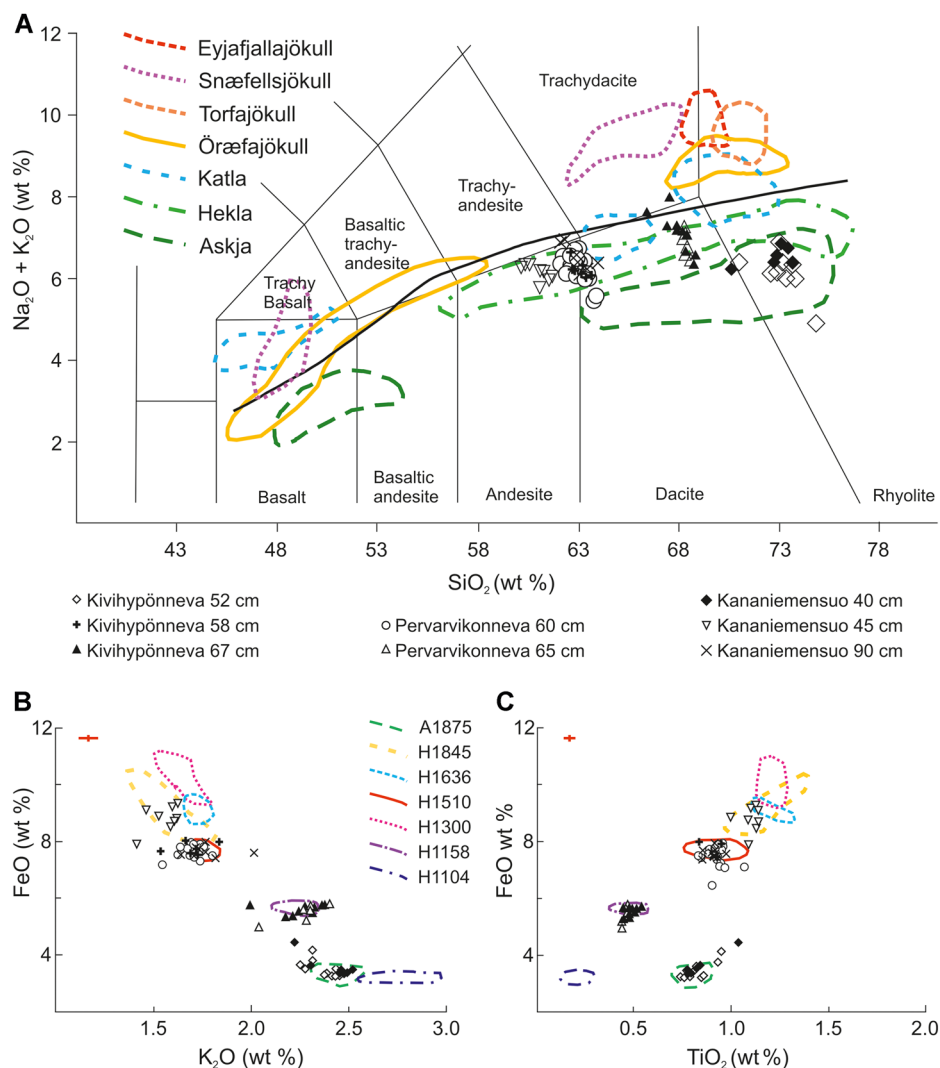 A
12
10
8
6
4
2
Na2O + K2O (wt %)
Eyjafjallajökull
Snæfellsjökull
Torfajökull
Öræfajökull
Katla
Hekla
Askja
Trachydacite
Trachy-
andesite
Basaltic
trachy-
andesite
Trachy
Basalt
Basalt
Basaltic
andesite
Andesite
Dacite
Rhyolite
43 48 53 58 63 68 73 78
SiO2 (wt %)
Kivihypönneva 52 cm
Kivihypönneva 58 cm
Kivihypönneva 67 cm
Pervarvikonneva 60 cm
Pervarvikonneva 65 cm
Kananiemensuo 40 cm
Kananiemensuo 45 cm
Kananiemensuo 90 cm
B
12
8
4
FeO (wt %)
A1875
H1845
H1636
H1510
H1300
H1158
H1104
1.5 2.0 2.5 3.0
K2O (wt %)
C
12
8
4
FeO wt %
0.5 1.0 1.5 2.0
TiO2 (wt %)